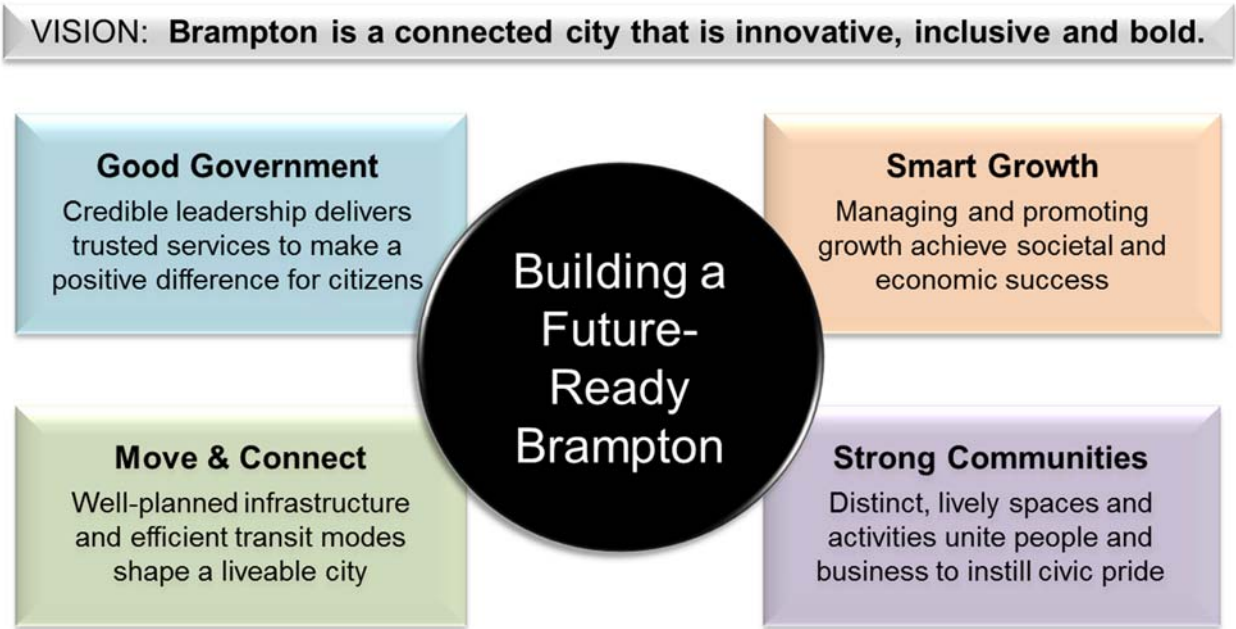 VISION: Brampton is a connected city that is innovative, inclusive and bold.
Good Government
Credible leadership delivers
trusted services to make a
positive difference for citizens
Smart Growth
Managing and promoting
growth achieve societal and
economic success
Building a
Future-
Ready
Brampton
Move & Connect
Well-planned infrastructure
and efficient transit modes
shape a liveable city
Strong Communities
Distinct, lively spaces and
activities unite people and
business to instill civic pride